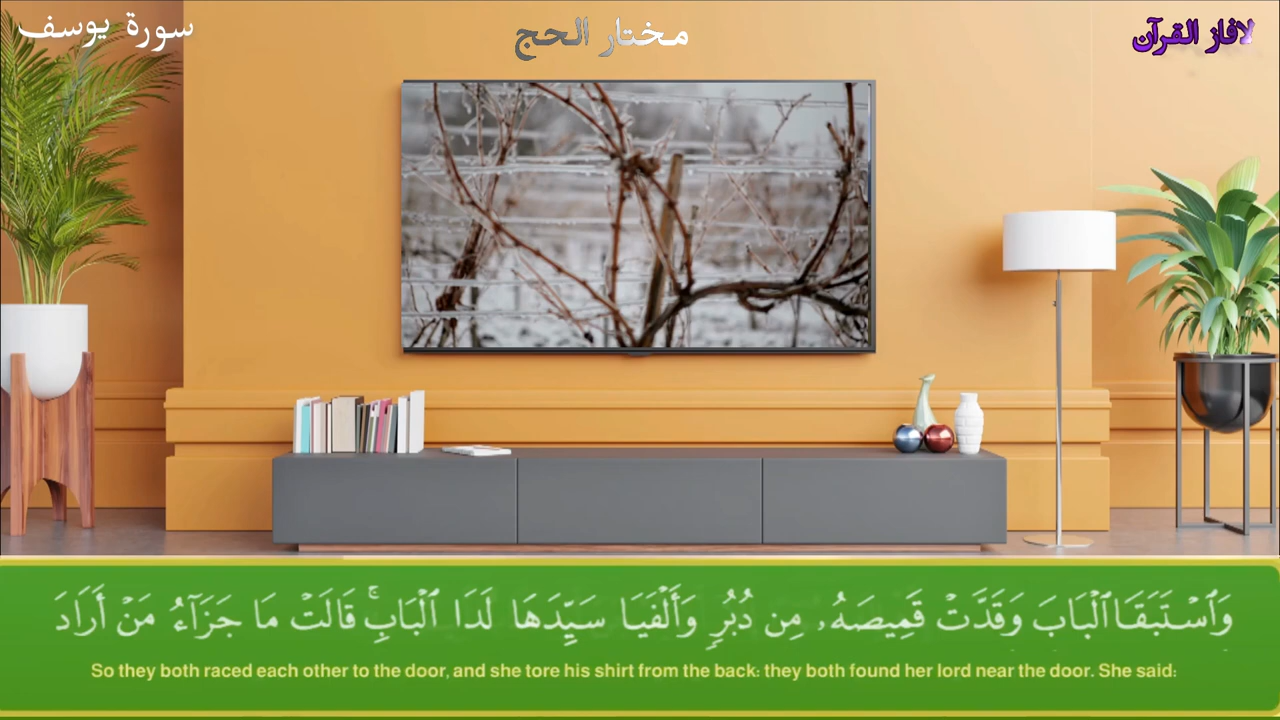 سورة يوسف
مختار الحج
لافاز القرآن
وَٱسۡتَبَقَا ٱلۡبَابَ وَقَدَّتۡ قَمِيصَهُۥ مِن دُبُرٖ وَأَلۡفَيَا سَيِّدَهَا لَدَا ٱلۡبَابِۚ قَالَتۡ مَا جَزَآءُ مَنۡ أَرَادَ
So they both raced each other to the door, and she tore his shirt from the back: they both found her lord near the door. She said: